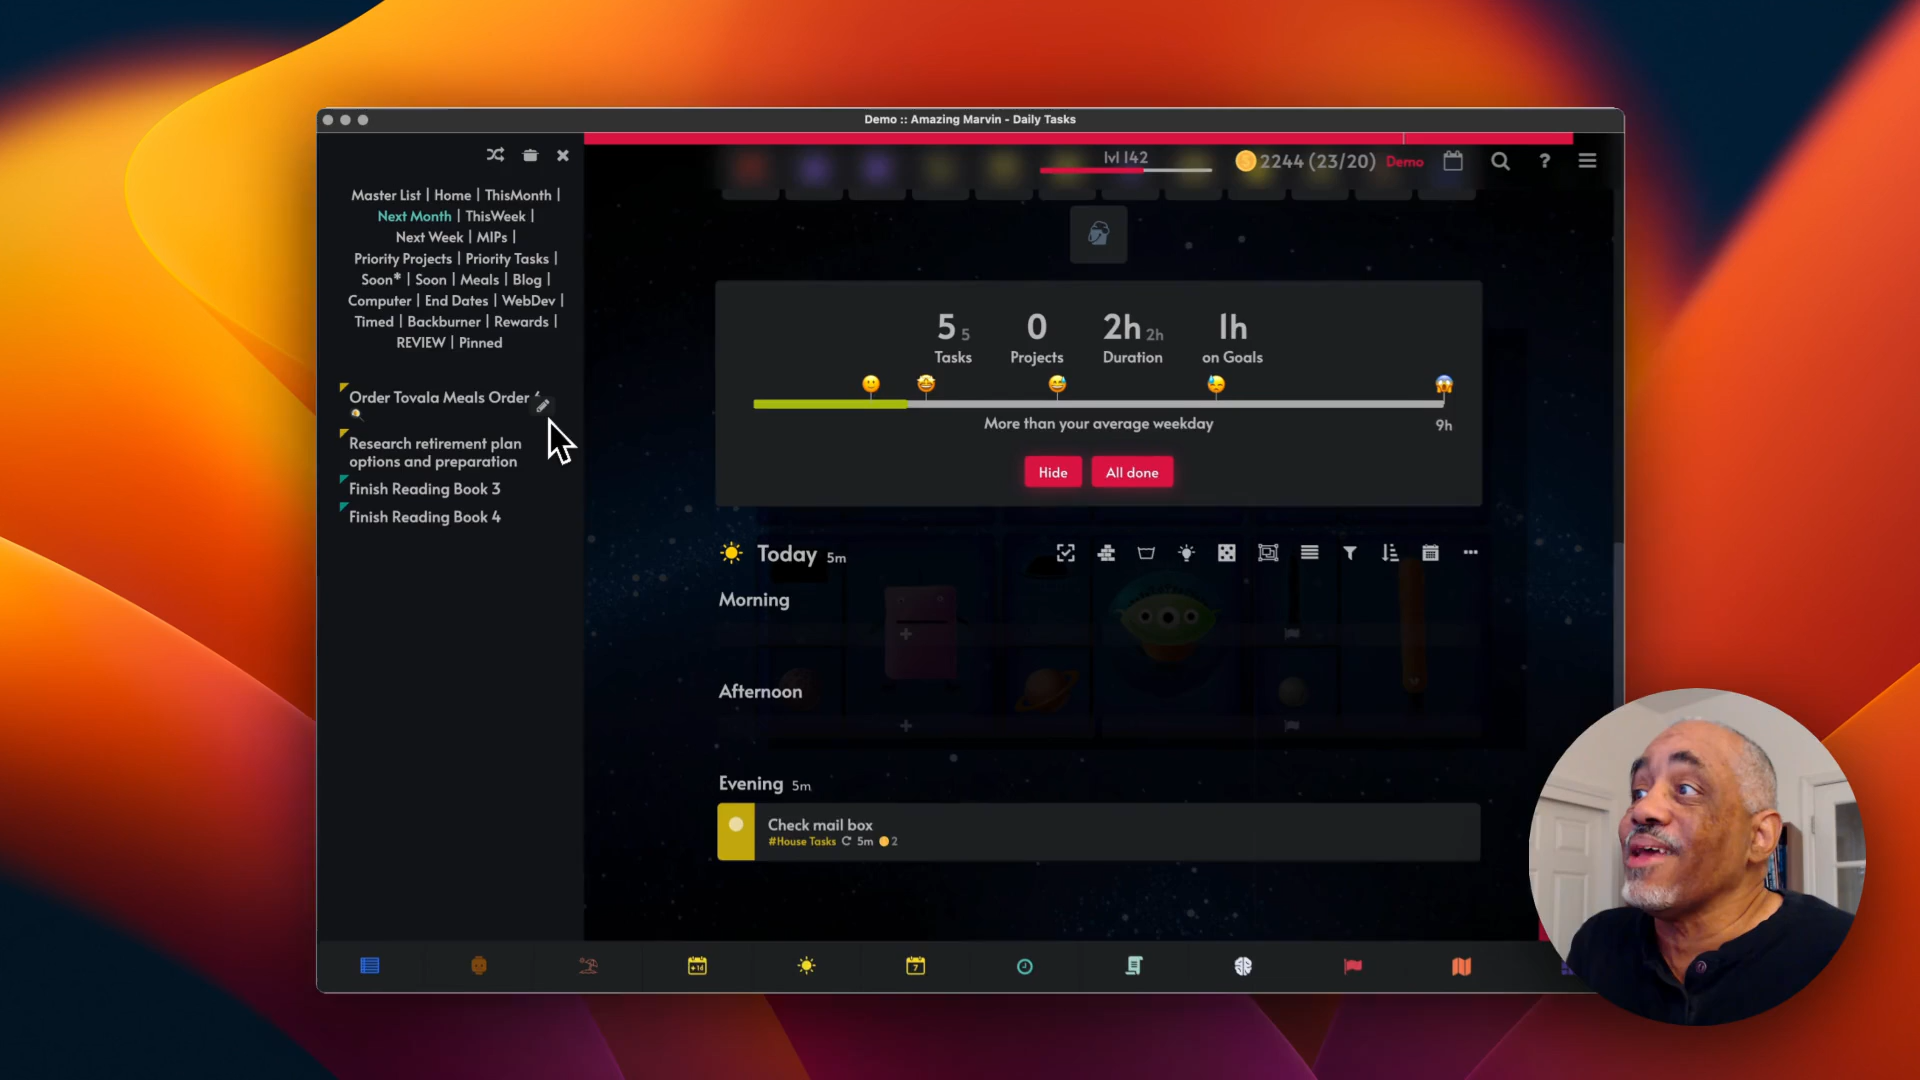 Demo :: Amazing Marvin - Daily Tasks
lvl 142
2244 (23/20)
Demo
?
Master List | Home | ThisMonth |
Next Month | ThisWeek |
Next Week | MIPs |
Priority Projects | Priority Tasks |
Soon* | Soon | Meals | Blog |
Computer | End Dates | WebDev |
Timed | Backburner | Rewards |
REVIEW | Pinned
Order Tovala Meals Order
Research retirement plan
options and preparation
Finish Reading Book 3
Finish Reading Book 4
5 5
Tasks
0
Projects
2h 2h
Duration
1h
on Goals
More than your average weekday
9h
Hide
All done
Today 5m
Morning
+
Afternoon
+
Evening 5m
Check mail box
#House Tasks 5m 2
+1d
7